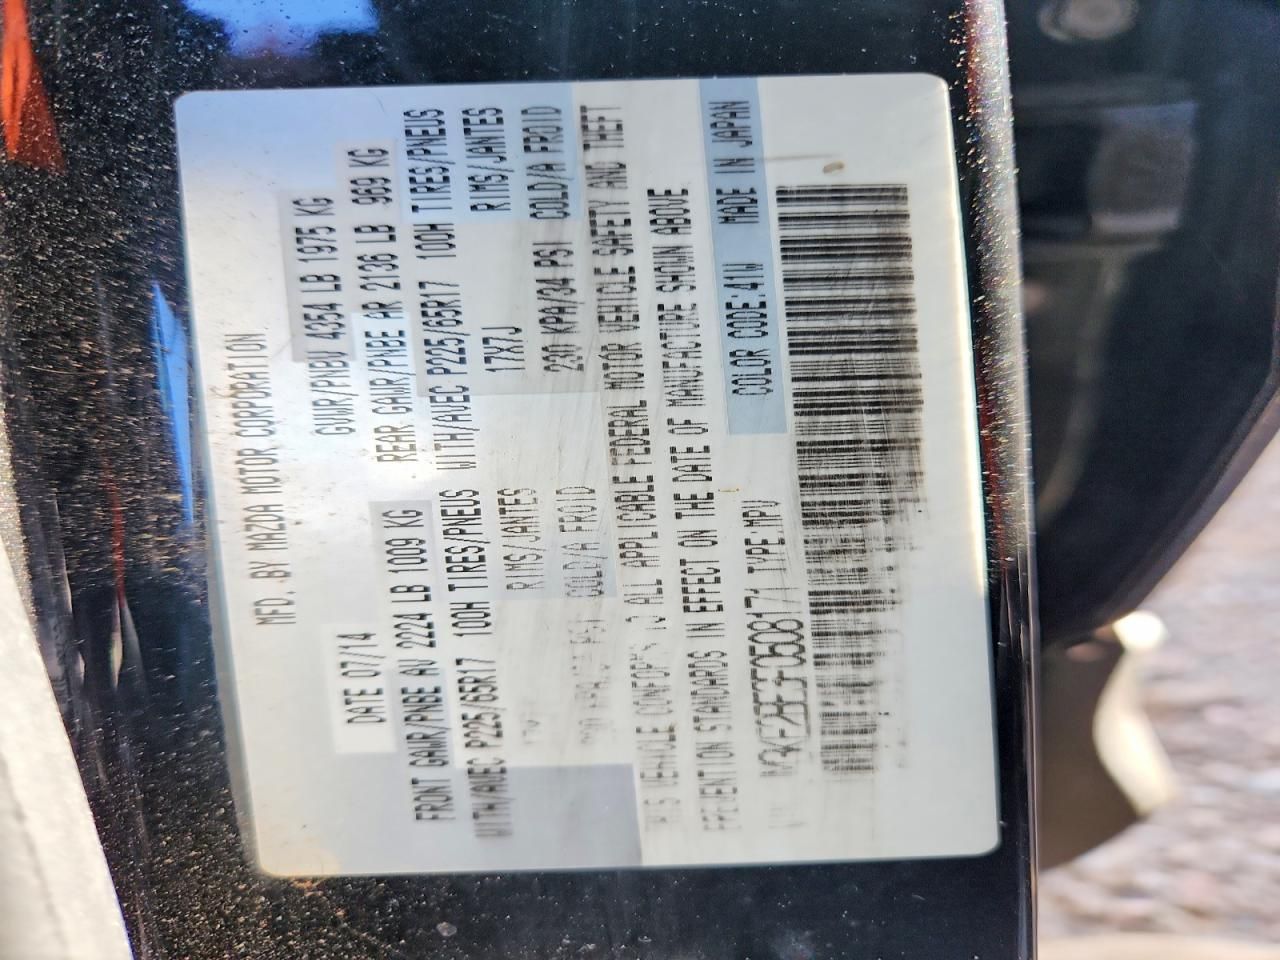 MFD. BY MAZDA MOTOR CORPORATION
DATE 07/14 GVWR/PNBV 4354 LB 1975 KG
FRONT GAWR/PNBE AV 2224 LB 1009 KG REAR GAWR/PNBE AR 2136 LB 969 KG
WITH/AVEC P225/65R17 100H TIRES/PNEUS WITH/AVEC P225/65R17 100H TIRES/PNEUS
RIMS/JANTES 17X7J RIMS/JANTES
COLD/A FROID 230 KPA/34 PSI COLD/A FROID
VEHICLE CONFORMS TO ALL APPLICABLE FEDERAL MOTOR VEHICLE SAFETY AND THEFT
PREVENTION STANDARDS IN EFFECT ON THE DATE OF MANUFACTURE SHOWN ABOVE
TYPE:MPV COLOR CODE:41W MADE IN JAPAN